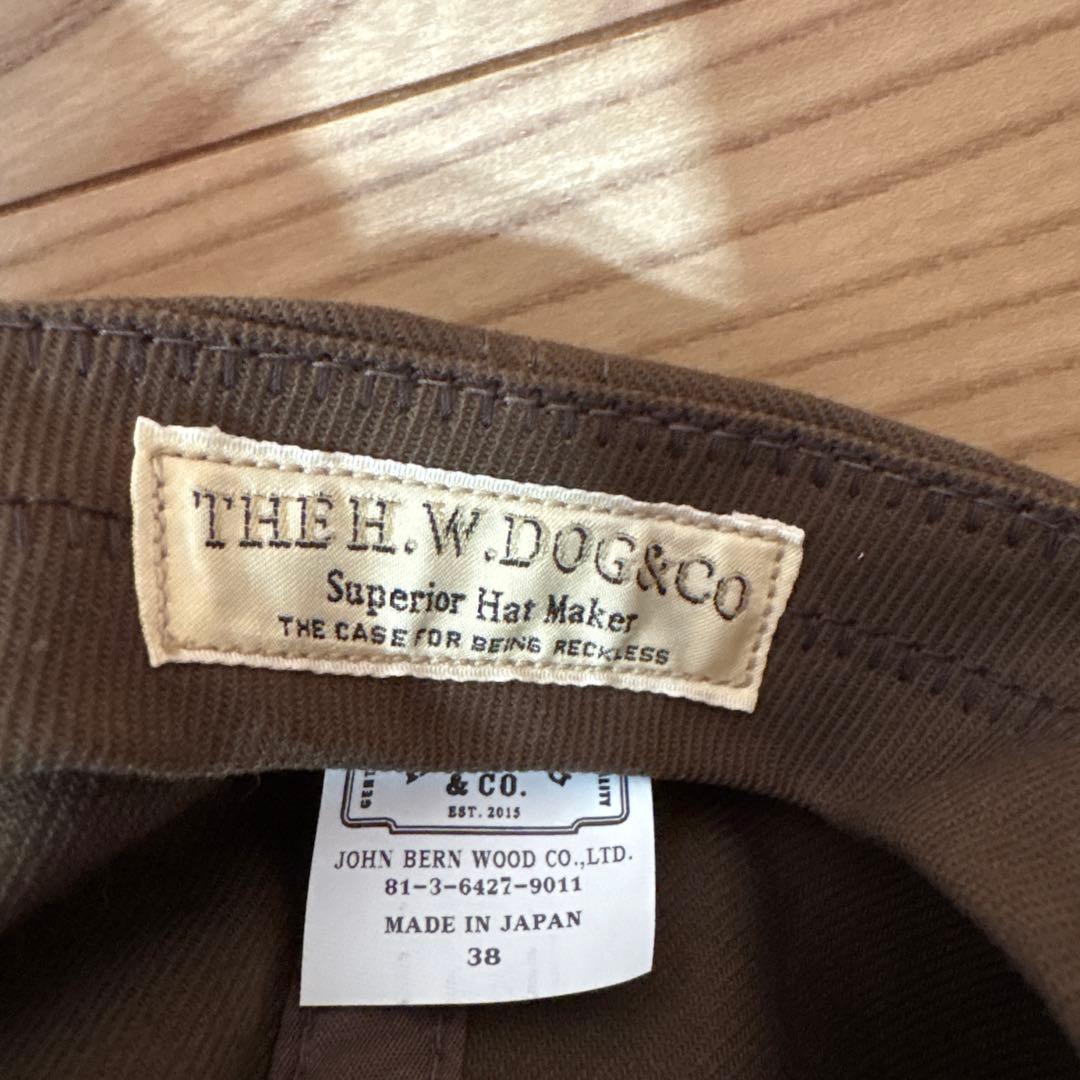 THE H.W.DOG&CO
Superior Hat Maker
THE CASE FOR BEING RECKLESS
& CO.
EST. 2015
JOHN BERN WOOD CO.,LTD.
81-3-6427-9011
MADE IN JAPAN
38